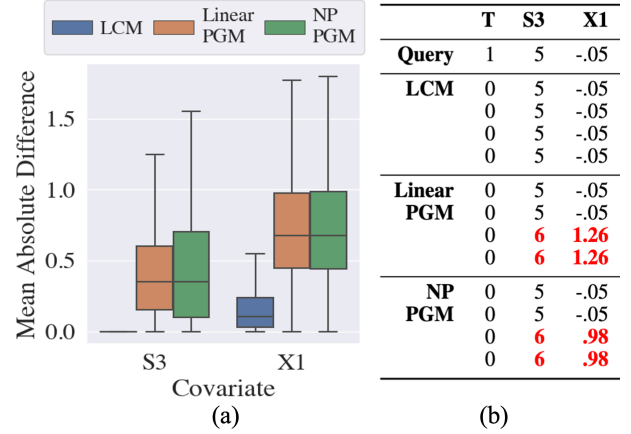 LCM
Linear
PGM
NP
PGM
Mean Absolute Difference
1.5
1.0
0.5
0.0
S3
X1
Covariate
(a)
T S3 X1
Query 1 5 -.05
LCM 0 5 -.05
0 5 -.05
0 5 -.05
0 5 -.05
Linear 0 5 -.05
PGM 0 5 -.05
0 6 1.26
0 6 1.26
NP 0 5 -.05
PGM 0 5 -.05
0 6 .98
0 6 .98
(b)